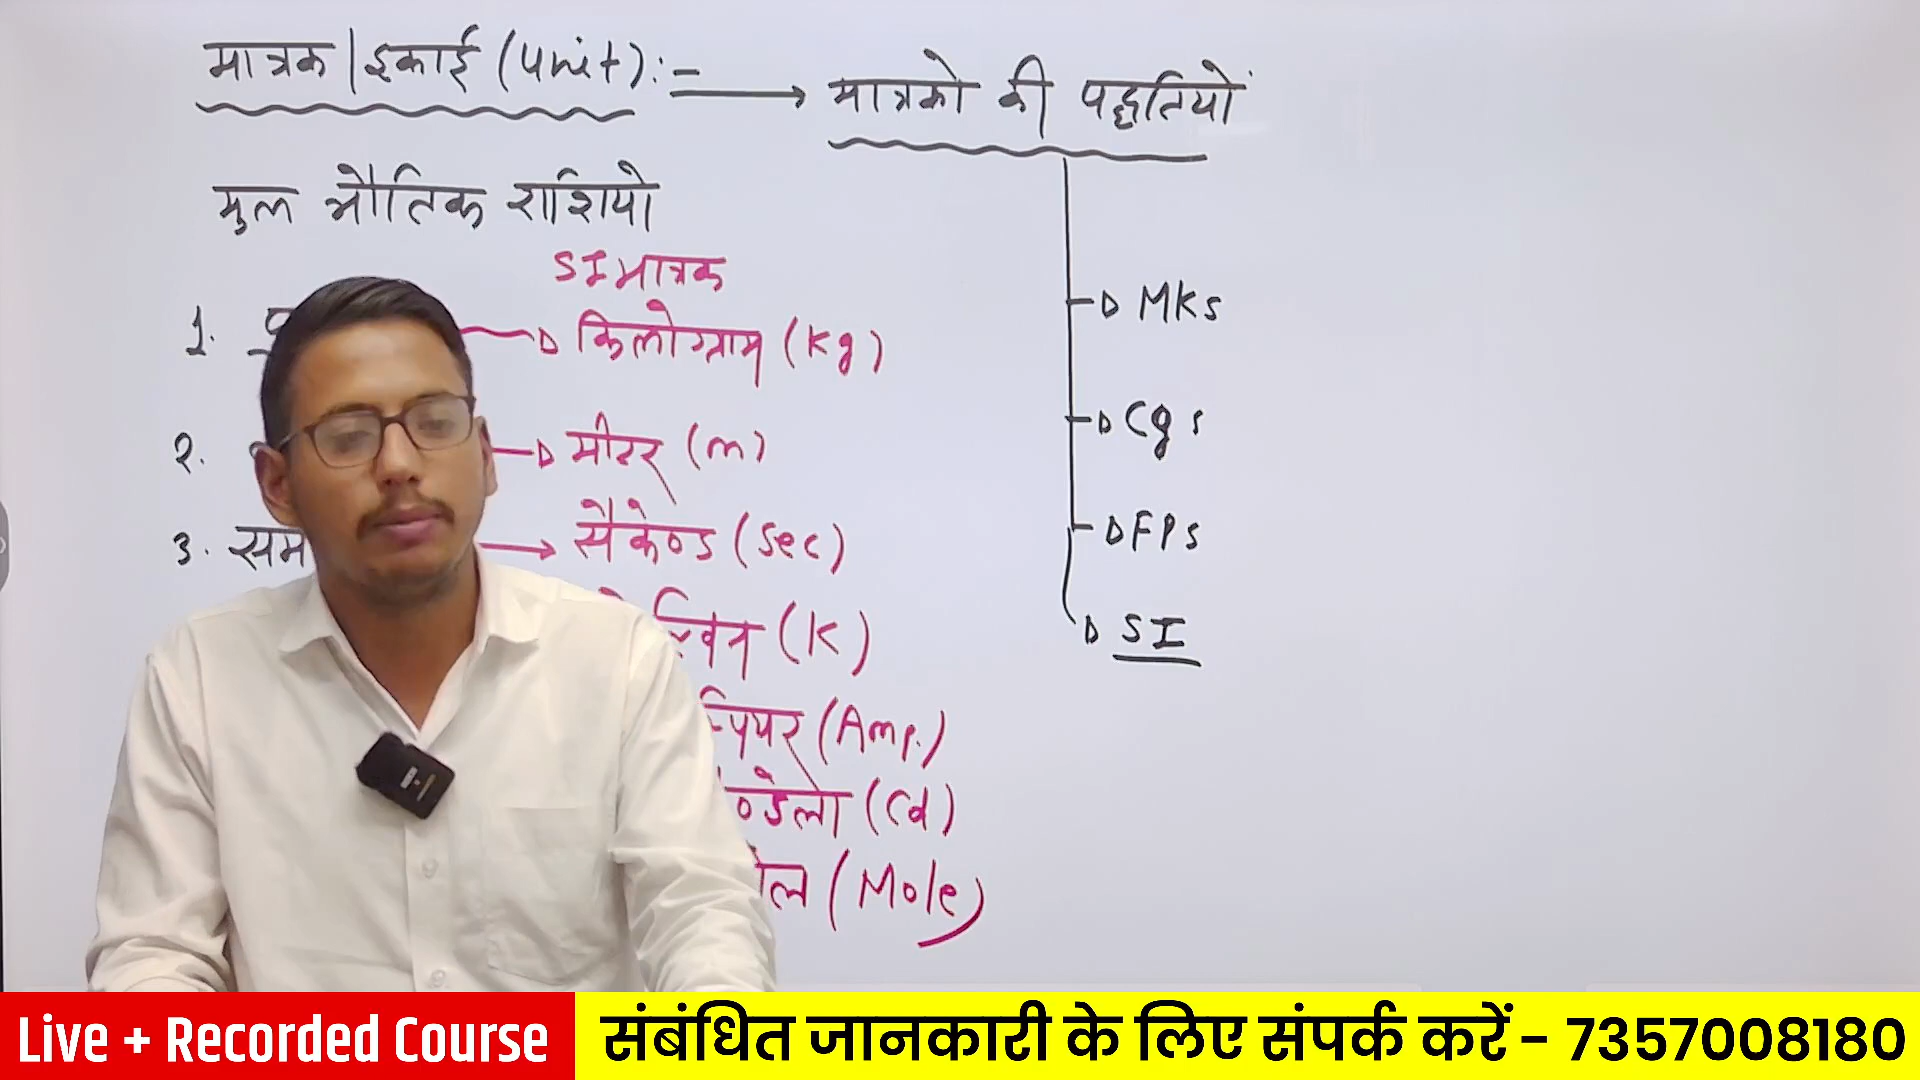 मात्रक | इकाई (Unit):- → मात्रको की पद्धतियाँ
मुल भौतिक राशियो
SI मात्रक
1. किलोग्राम (Kg)
2. मीटर (m)
3. सम सैकेण्ड (Sec)
(K)
(Amp.)
(Cd)
(Mole)
MKS
CgS
FPS
SI
Live + Recorded Course
संबंधित जानकारी के लिए संपर्क करें - 7357008180